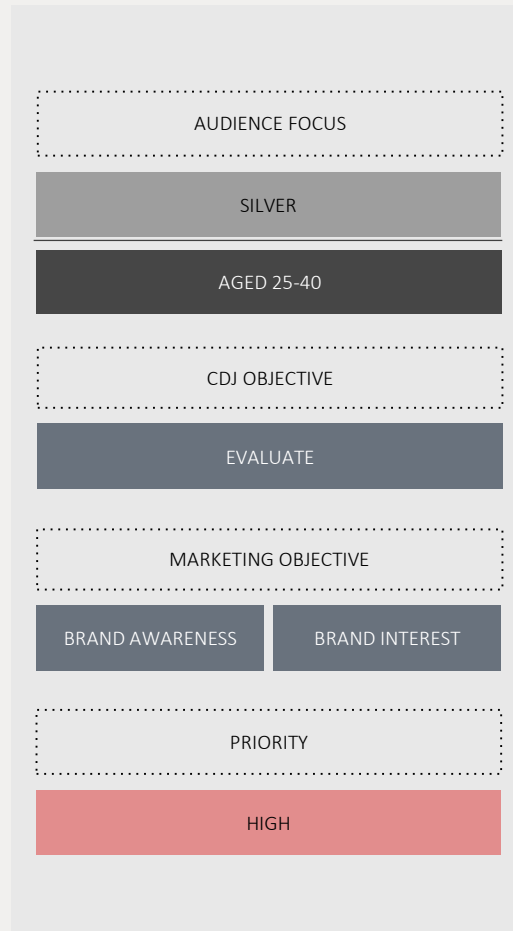 AUDIENCE FOCUS
SILVER
AGED 25-40
CDJ OBJECTIVE
EVALUATE
MARKETING OBJECTIVE
BRAND AWARENESS
BRAND INTEREST
PRIORITY
HIGH